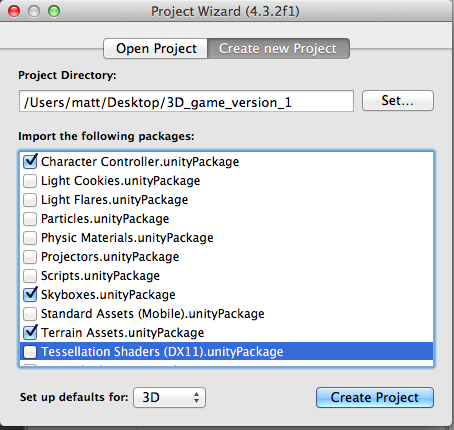 Project Wizard (4.3.2f1)
Open Project Create new Project
Project Directory:
/Users/matt/Desktop/3D_game_version_1 Set...
Import the following packages:
Character Controller.unityPackage
Light Cookies.unityPackage
Light Flares.unityPackage
Particles.unityPackage
Physic Materials.unityPackage
Projectors.unityPackage
Scripts.unityPackage
Skyboxes.unityPackage
Standard Assets (Mobile).unityPackage
Terrain Assets.unityPackage
Tessellation Shaders (DX11).unityPackage
Set up defaults for: 3D Create Project